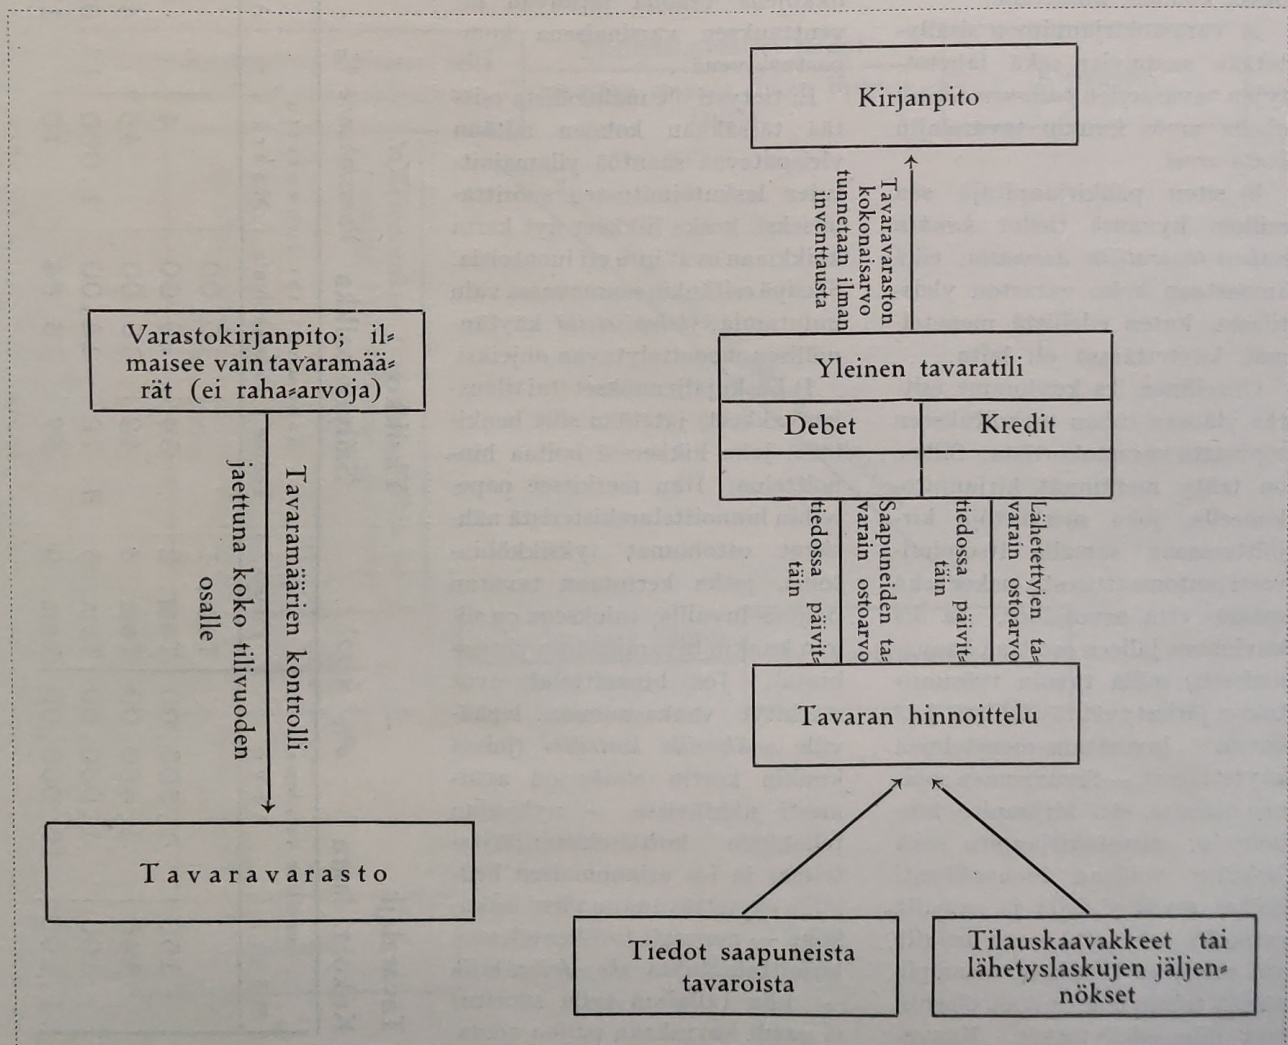 Kirjanpito
Tavaravaraston
kokonaisarvo
tunnetaan ilman
inventtausta
Varastokirjanpito; il⸗
maisee vain tavaramää⸗
rät (ei raha⸗arvoja)
Yleinen tavaratili
Debet
Kredit
Tavaramäärien kontrolli
jaettuna koko tilivuoden
osalle
Saapuneiden ta⸗
varain ostoarvo
tiedossa päivit⸗
täin
Lähetettyjen ta⸗
varain ostoarvo
tiedossa päivit⸗
täin
Tavaran hinnoittelu
Tavaravarasto
Tiedot saapuneista
tavaroista
Tilauskaavakkeet tai
lähetyslaskujen jäljen⸗
nökset